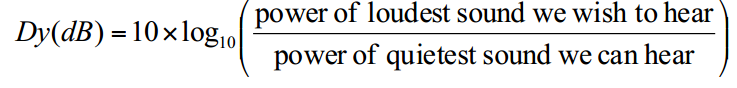 Dy(dB) = 10 × log₁₀(power of loudest sound we wish to hear
power of quietest sound we can hear)